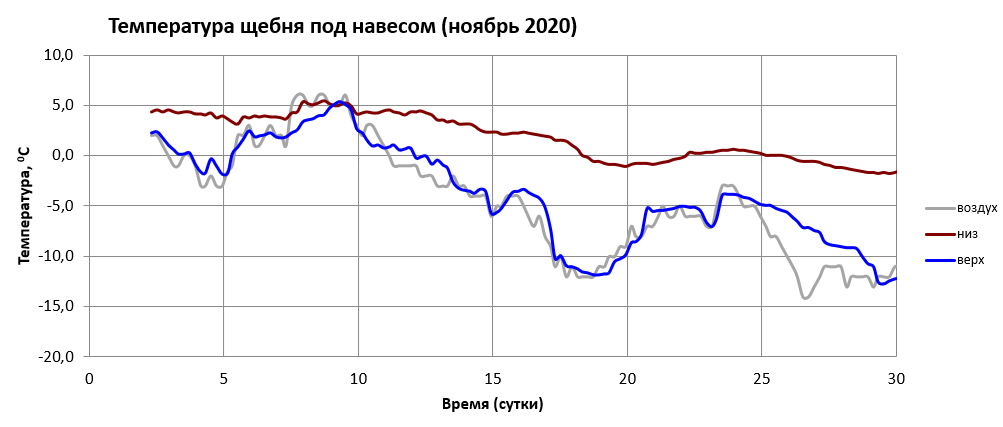 Температура щебня под навесом (ноябрь 2020)
10,0
5,0
0,0
-5,0
-10,0
-15,0
-20,0
Температура, ⁰С
0 5 10 15 20 25 30
Время (сутки)
воздух
низ
верх